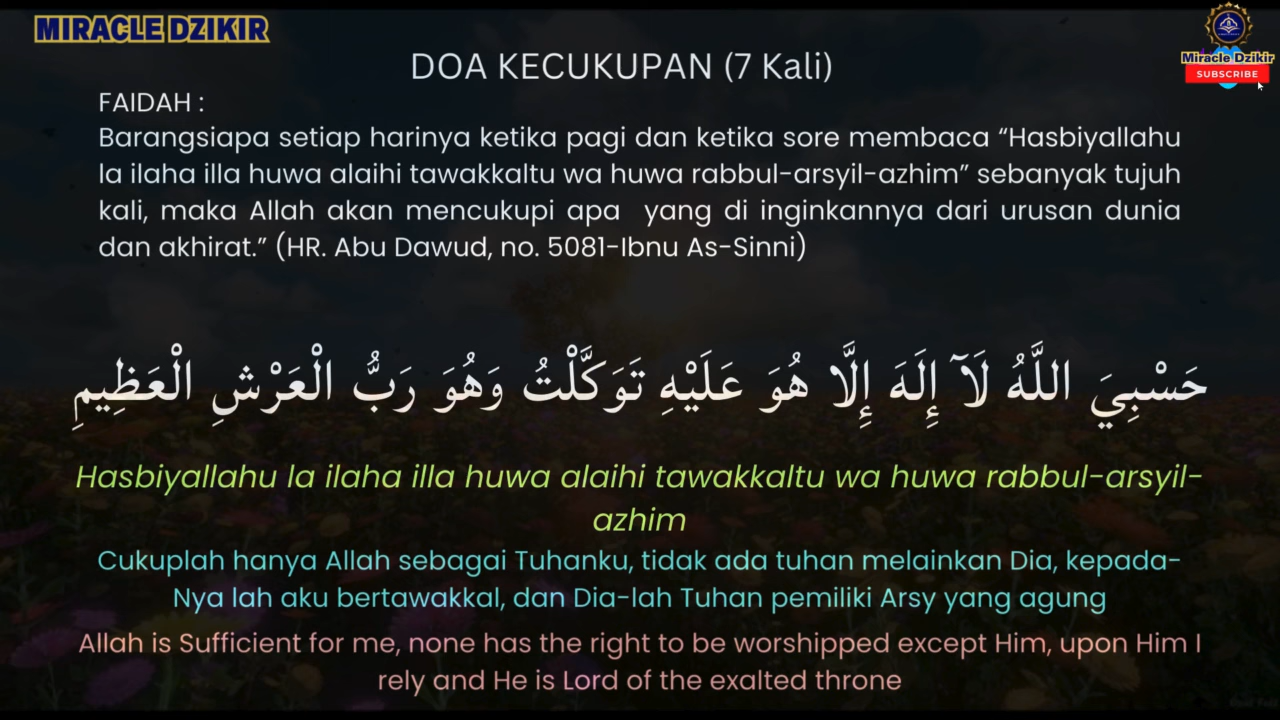 MIRACLE DZIKIR
Miracle Dzikir
SUBSCRIBE
DOA KECUKUPAN (7 Kali)
FAIDAH :
Barangsiapa setiap harinya ketika pagi dan ketika sore membaca “Hasbiyallahu
la ilaha illa huwa alaihi tawakkaltu wa huwa rabbul-arsyil-azhim” sebanyak tujuh
kali, maka Allah akan mencukupi apa yang di inginkannya dari urusan dunia
dan akhirat.” (HR. Abu Dawud, no. 5081-Ibnu As-Sinni)
حَسْبِيَ اللَّهُ لَآ إِلَهَ إِلَّا هُوَ عَلَيْهِ تَوَكَّلْتُ وَهُوَ رَبُّ الْعَرْشِ الْعَظِيمِ
Hasbiyallahu la ilaha illa huwa alaihi tawakkaltu wa huwa rabbul-arsyil-
azhim
Cukuplah hanya Allah sebagai Tuhanku, tidak ada tuhan melainkan Dia, kepada-
Nya lah aku bertawakkal, dan Dia-lah Tuhan pemiliki Arsy yang agung
Allah is Sufficient for me, none has the right to be worshipped except Him, upon Him I
rely and He is Lord of the exalted throne